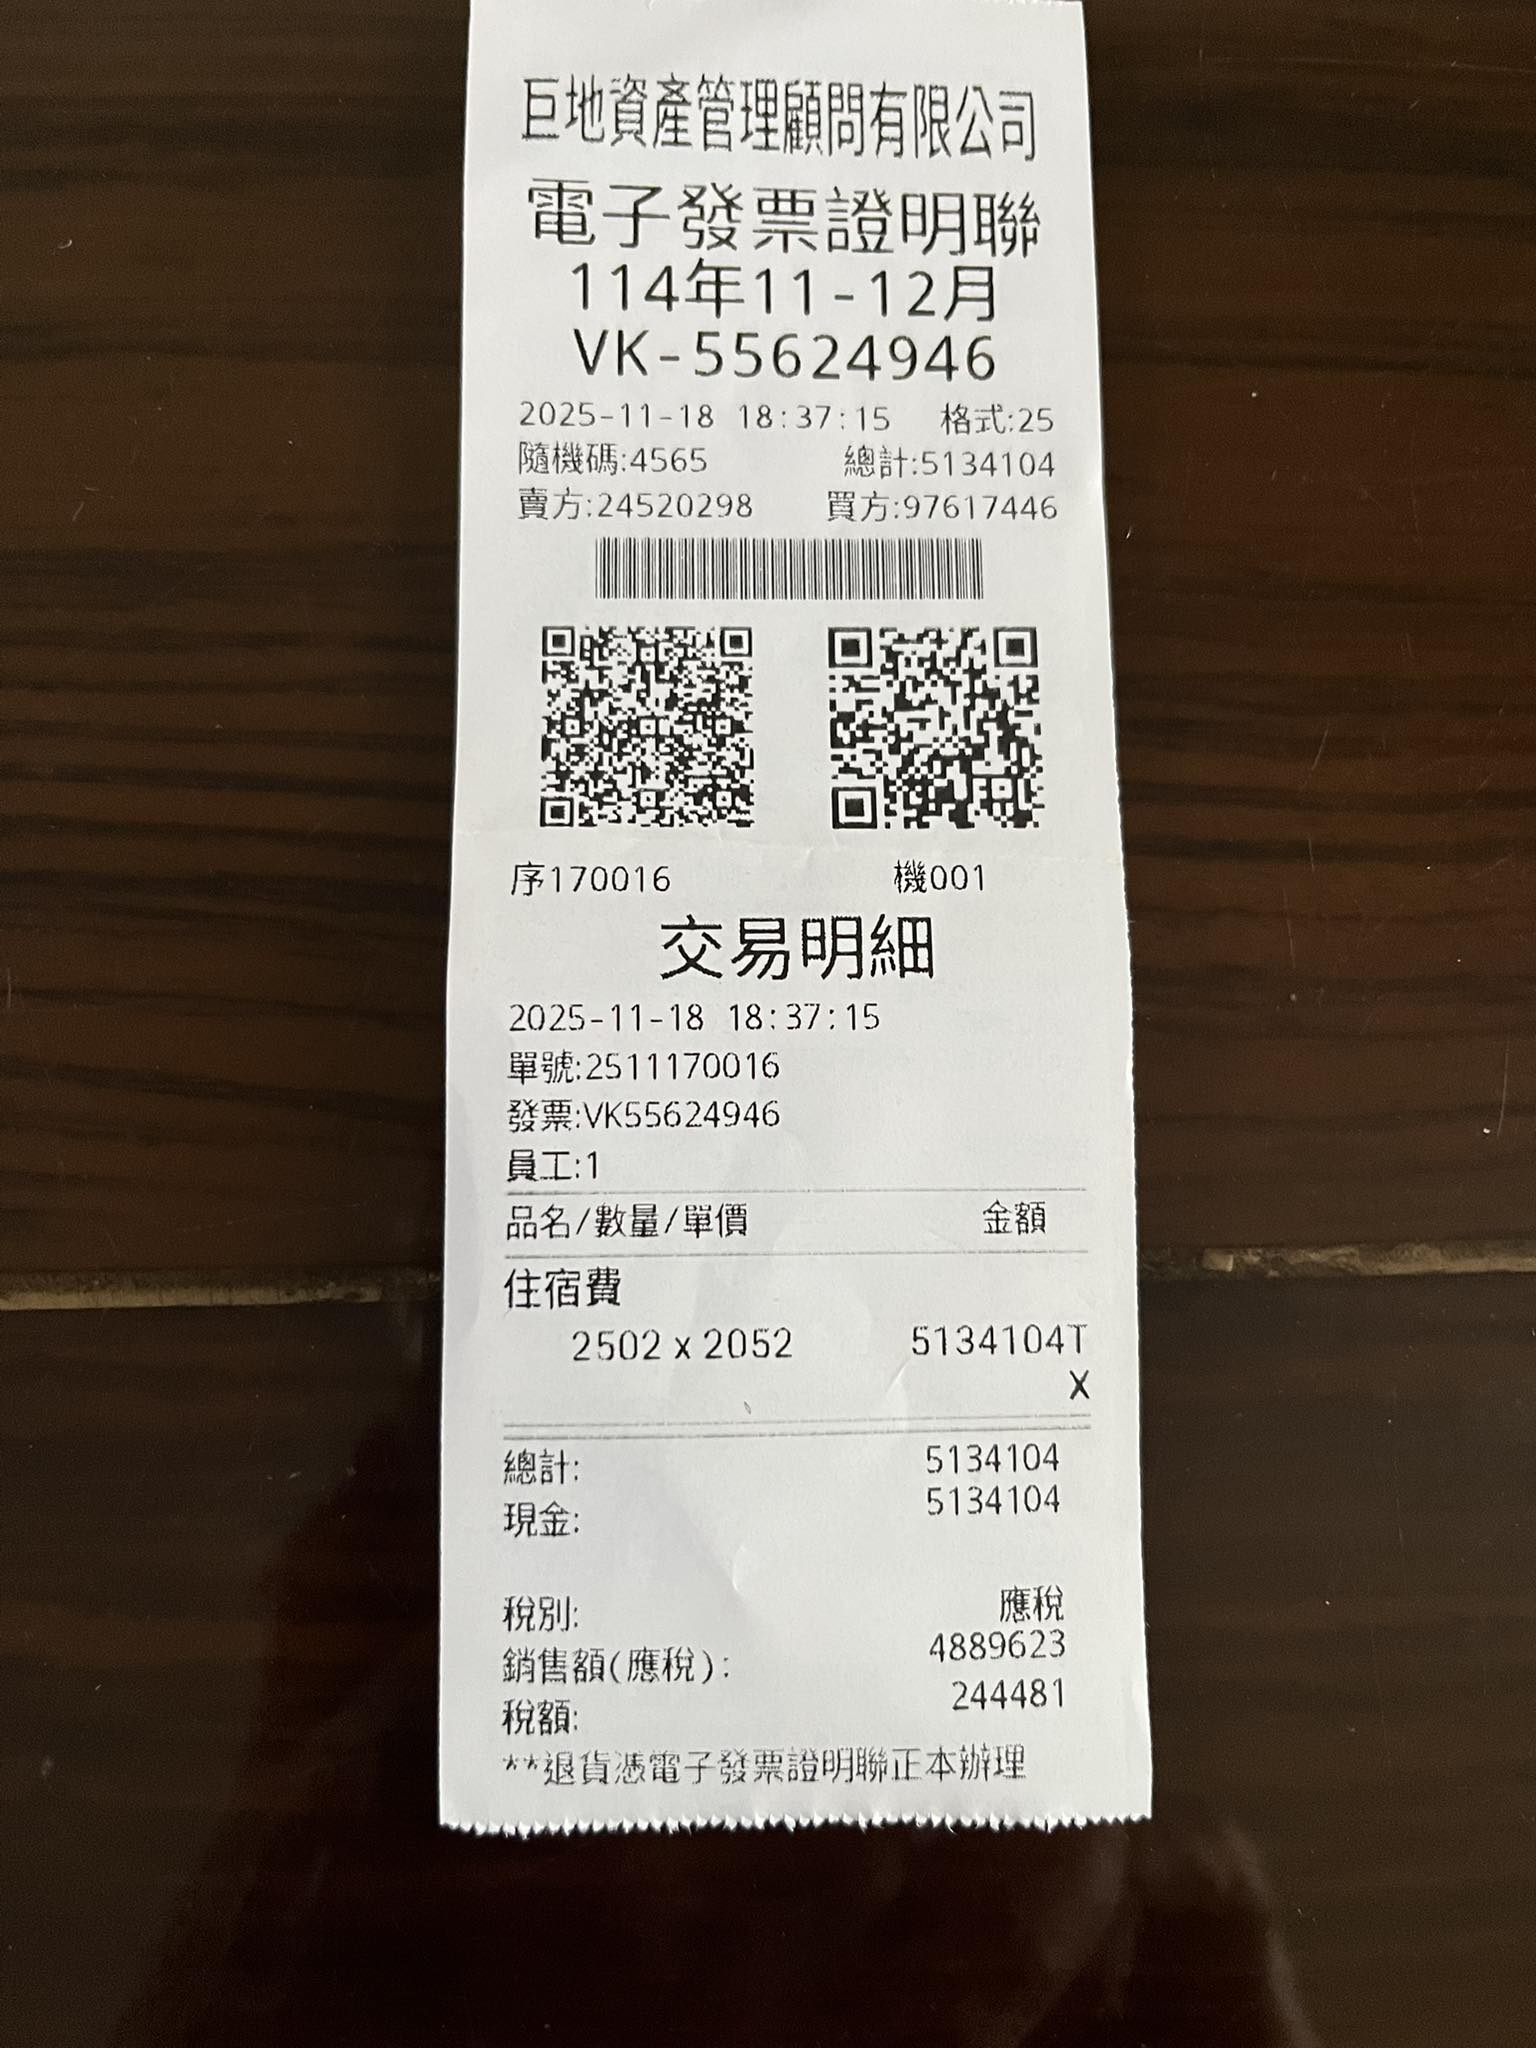 巨地資產管理顧問有限公司
電子發票證明聯
114年11-12月
VK-55624946
2025-11-18 18:37:15 格式:25
隨機碼:4565 總計:5134104
賣方:24520298 買方:97617446
序170016 機001
交易明細
2025-11-18 18:37:15
單號:2511170016
發票:VK55624946
員工:1
品名/數量/單價 金額
住宿費
2502 x 2052 5134104T
X
總計: 5134104
現金: 5134104
稅別: 應稅
銷售額(應稅): 4889623
稅額: 244481
**退貨憑電子發票證明聯正本辦理